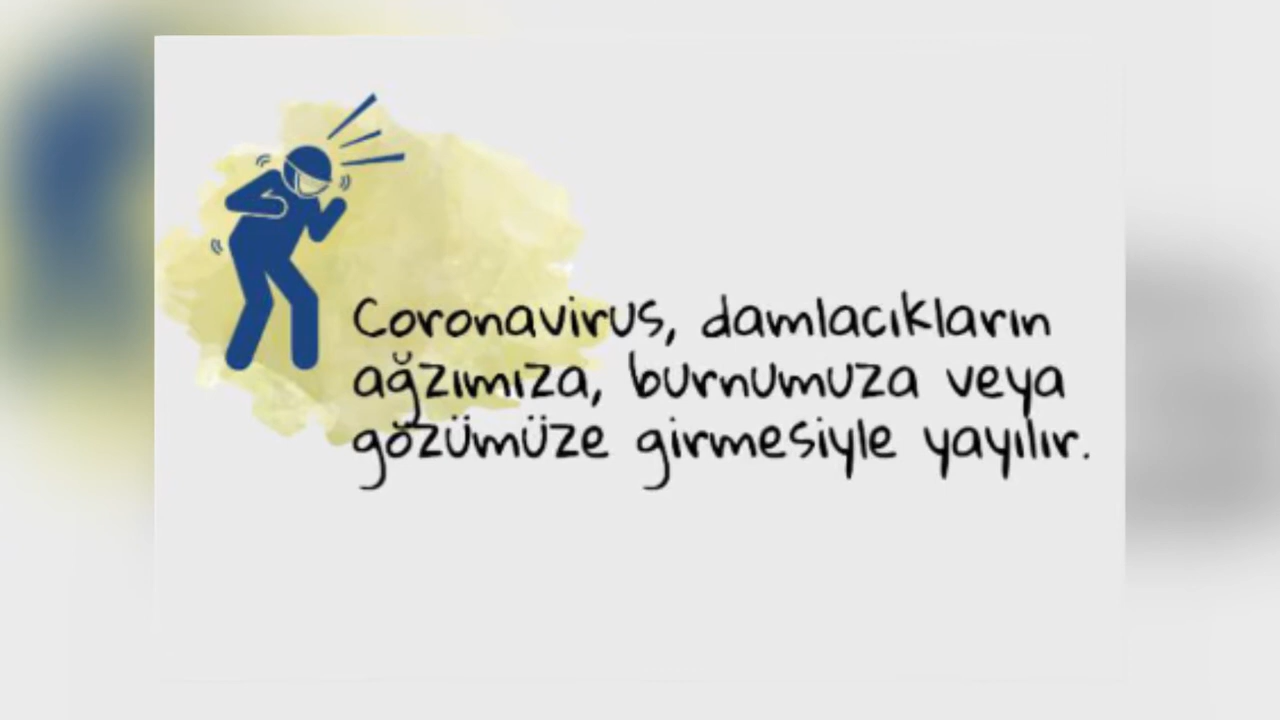 Coronavirus, damlacıkların
ağzımıza, burnumuza veya
gözümüze girmesiyle yayılır.